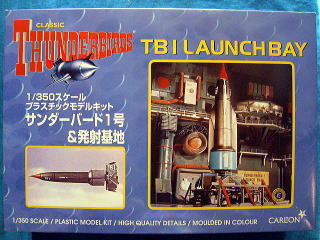 CLASSIC
THUNDERBIRDS
TB1 LAUNCH BAY
1/350スケール
プラスチックモデルキット
サンダーバード1号
&発射基地
1/350 SCALE / PLASTIC MODEL KIT / HIGH QUALITY DETAILS / MOULDED IN COLOUR
CARLTON